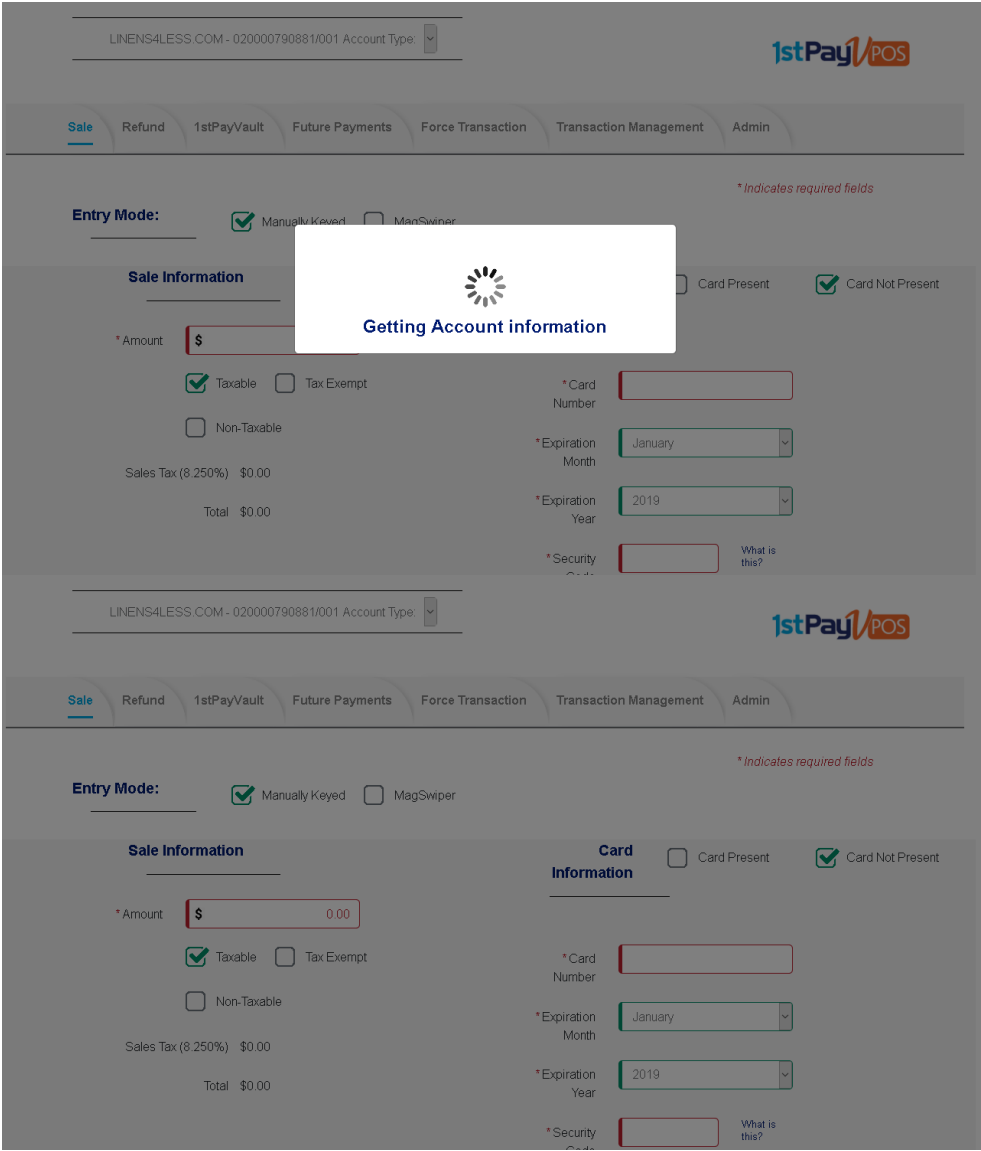 LINENS4LESS.COM - 020000790881/001 Account Type:
1stPay POS
Sale Refund 1stPayVault Future Payments Force Transaction Transaction Management Admin
* Indicates required fields
Entry Mode: Manually Keyed MagSwiper
Sale Information Card Present Card Not Present
Getting Account information
* Amount $
Taxable Tax Exempt
* Card
Number
Non-Taxable
* Expiration January
Month
Sales Tax (8.250%) $0.00
* Expiration 2019
Year
Total $0.00
* Security What is
this?
Code
LINENS4LESS.COM - 020000790881/001 Account Type:
1stPay POS
Sale Refund 1stPayVault Future Payments Force Transaction Transaction Management Admin
* Indicates required fields
Entry Mode: Manually Keyed MagSwiper
Sale Information Card Card Present Card Not Present
Information
* Amount $ 0.00
Taxable Tax Exempt
* Card
Number
Non-Taxable
* Expiration January
Month
Sales Tax (8.250%) $0.00
* Expiration 2019
Year
Total $0.00
* Security What is
this?
Code